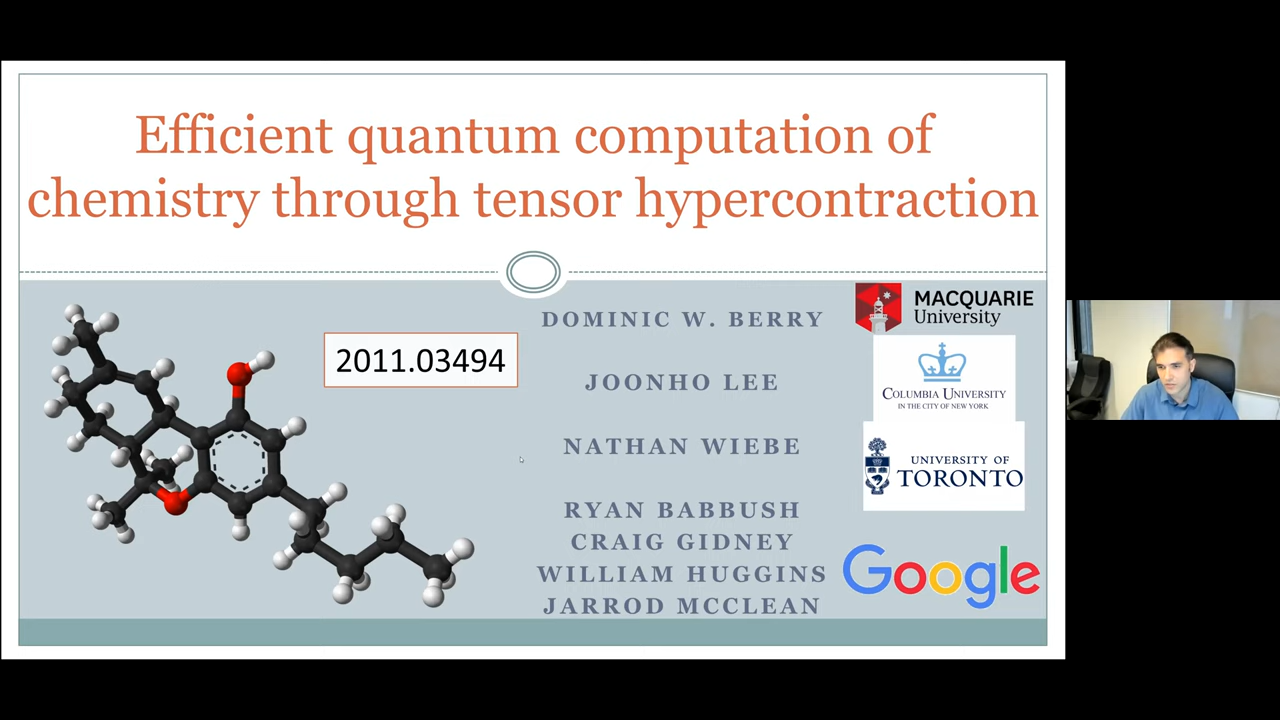 Efficient quantum computation of
chemistry through tensor hypercontraction
2011.03494
DOMINIC W. BERRY
JOONHO LEE
NATHAN WIEBE
RYAN BABBUSH
CRAIG GIDNEY
WILLIAM HUGGINS
JARROD MCCLEAN
MACQUARIE
University
COLUMBIA UNIVERSITY
IN THE CITY OF NEW YORK
UNIVERSITY OF
TORONTO
Google